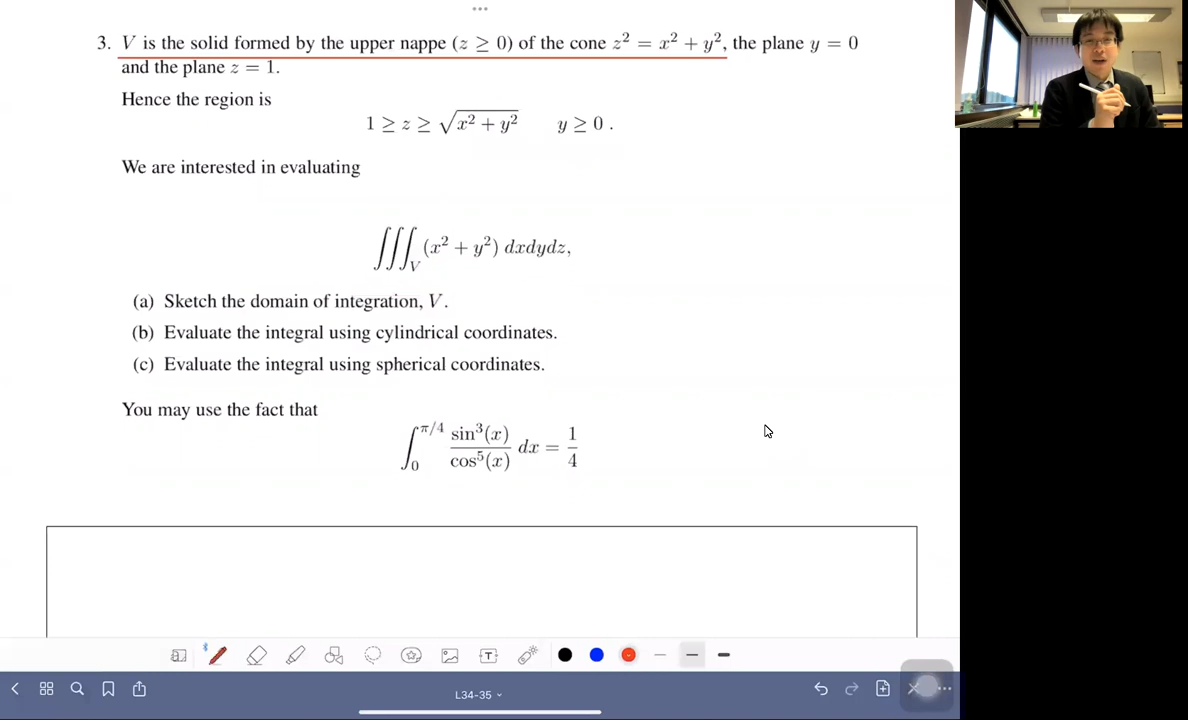 3. V is the solid formed by the upper nappe (z ≥ 0) of the cone z² = x² + y², the plane y = 0
and the plane z = 1.
Hence the region is
1 ≥ z ≥ √(x² + y²)    y ≥ 0 .
We are interested in evaluating
∭_V (x² + y²) dxdydz,
(a) Sketch the domain of integration, V.
(b) Evaluate the integral using cylindrical coordinates.
(c) Evaluate the integral using spherical coordinates.
You may use the fact that
∫₀^{π/4} sin³(x)/cos⁵(x) dx = 1/4
T
L34-35